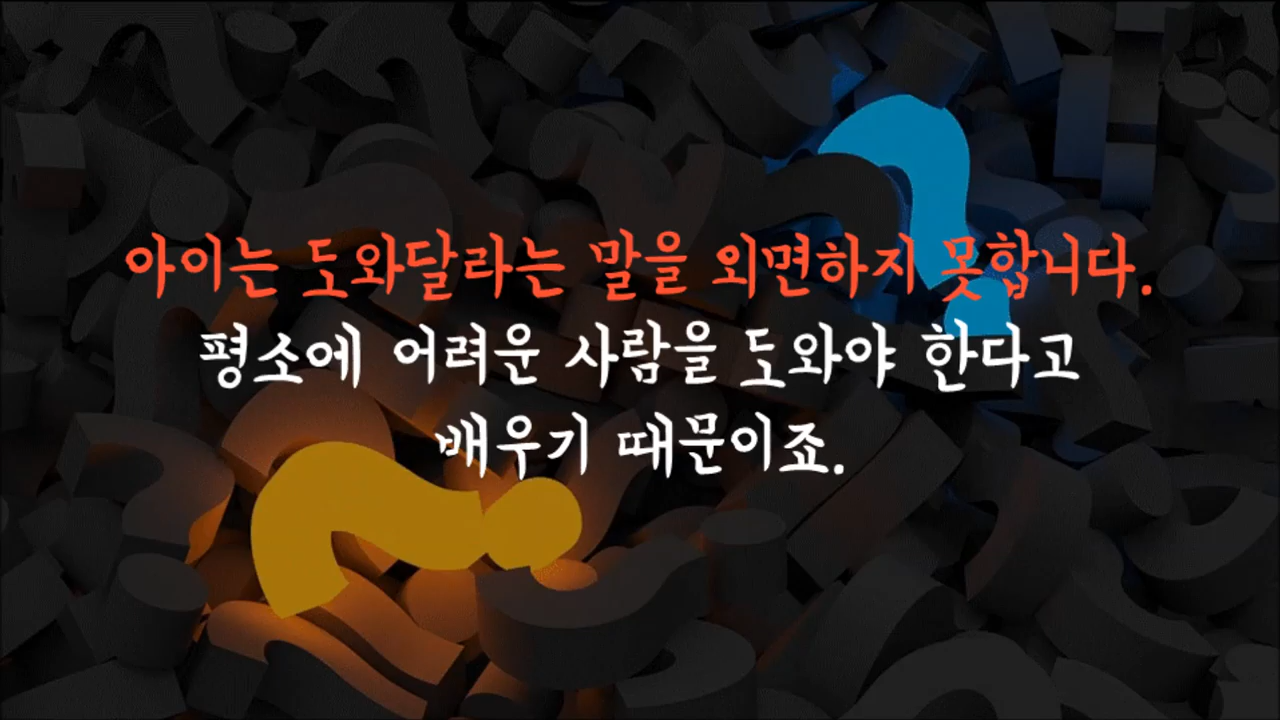 아이는 도와달라는 말을 외면하지 못합니다.
평소에 어려운 사람을 도와야 한다고
배우기 때문이죠.